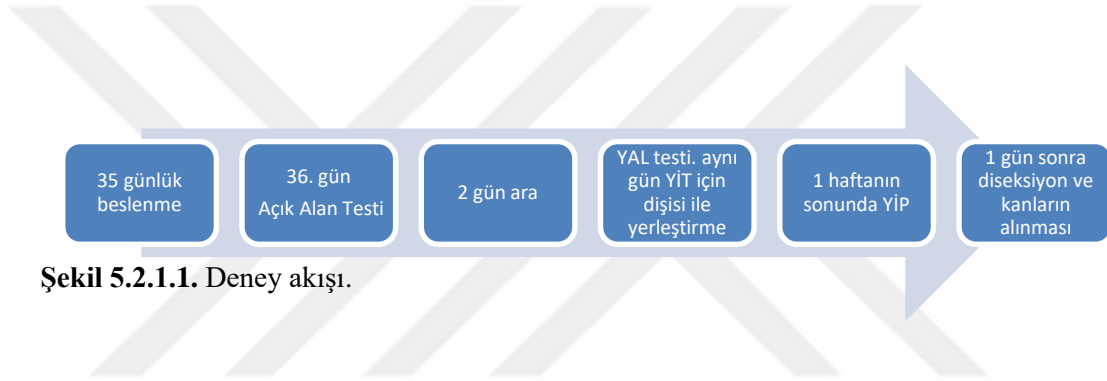 35 günlük
beslenme
36. gün
Açık Alan Testi
2 gün ara
YAL testi. aynı
gün YİT için
dişisi ile
yerleştirme
1 haftanın
sonunda YİP
1 gün sonra
diseksiyon ve
kanların
alınması
Şekil 5.2.1.1. Deney akışı.